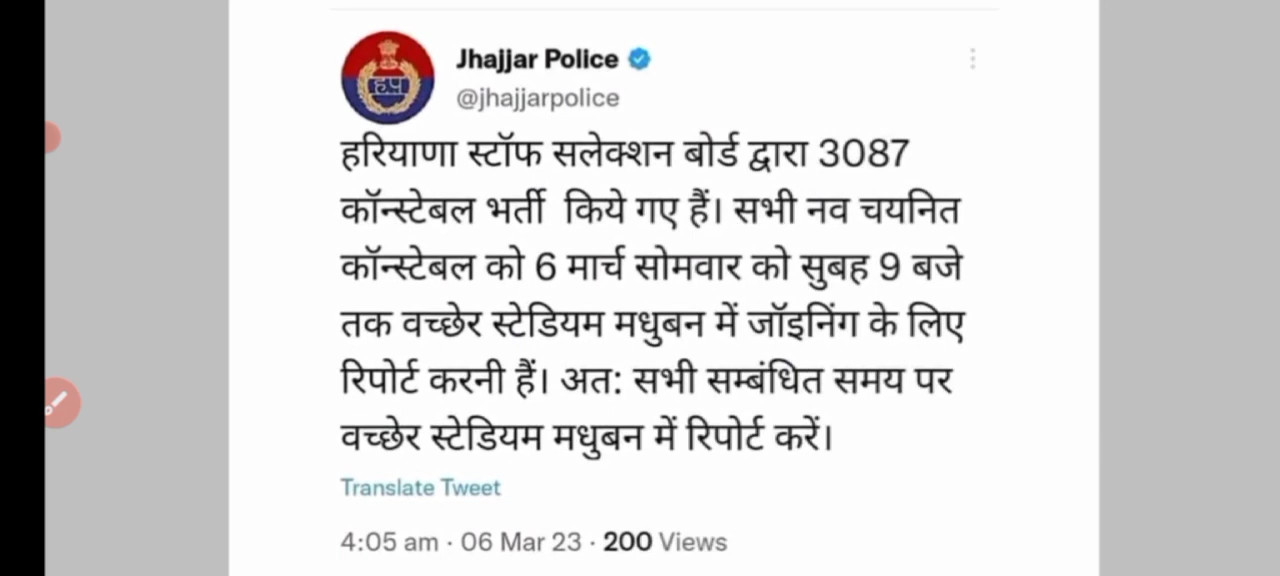 Jhajjar Police
@jhajjarpolice
हरियाणा स्टॉफ सलेक्शन बोर्ड द्वारा 3087
कॉन्स्टेबल भर्ती किये गए हैं। सभी नव चयनित
कॉन्स्टेबल को 6 मार्च सोमवार को सुबह 9 बजे
तक वच्छेर स्टेडियम मधुबन में जॉइनिंग के लिए
रिपोर्ट करनी हैं। अत: सभी सम्बंधित समय पर
वच्छेर स्टेडियम मधुबन में रिपोर्ट करें।
Translate Tweet
4:05 am · 06 Mar 23 · 200 Views